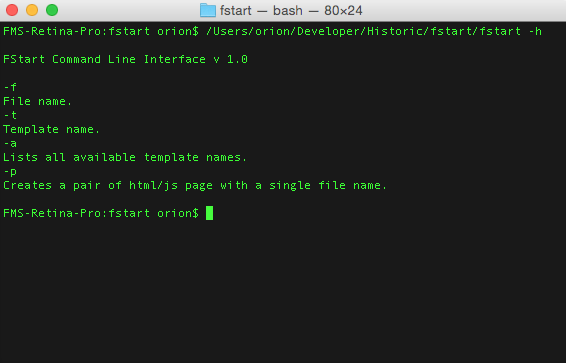 fstart — bash — 80×24
FMS-Retina-Pro:fstart orion$ /Users/orion/Developer/Historic/fstart/fstart -h
FStart Command Line Interface v 1.0
-f
File name.
-t
Template name.
-a
Lists all available template names.
-p
Creates a pair of html/js page with a single file name.
FMS-Retina-Pro:fstart orion$